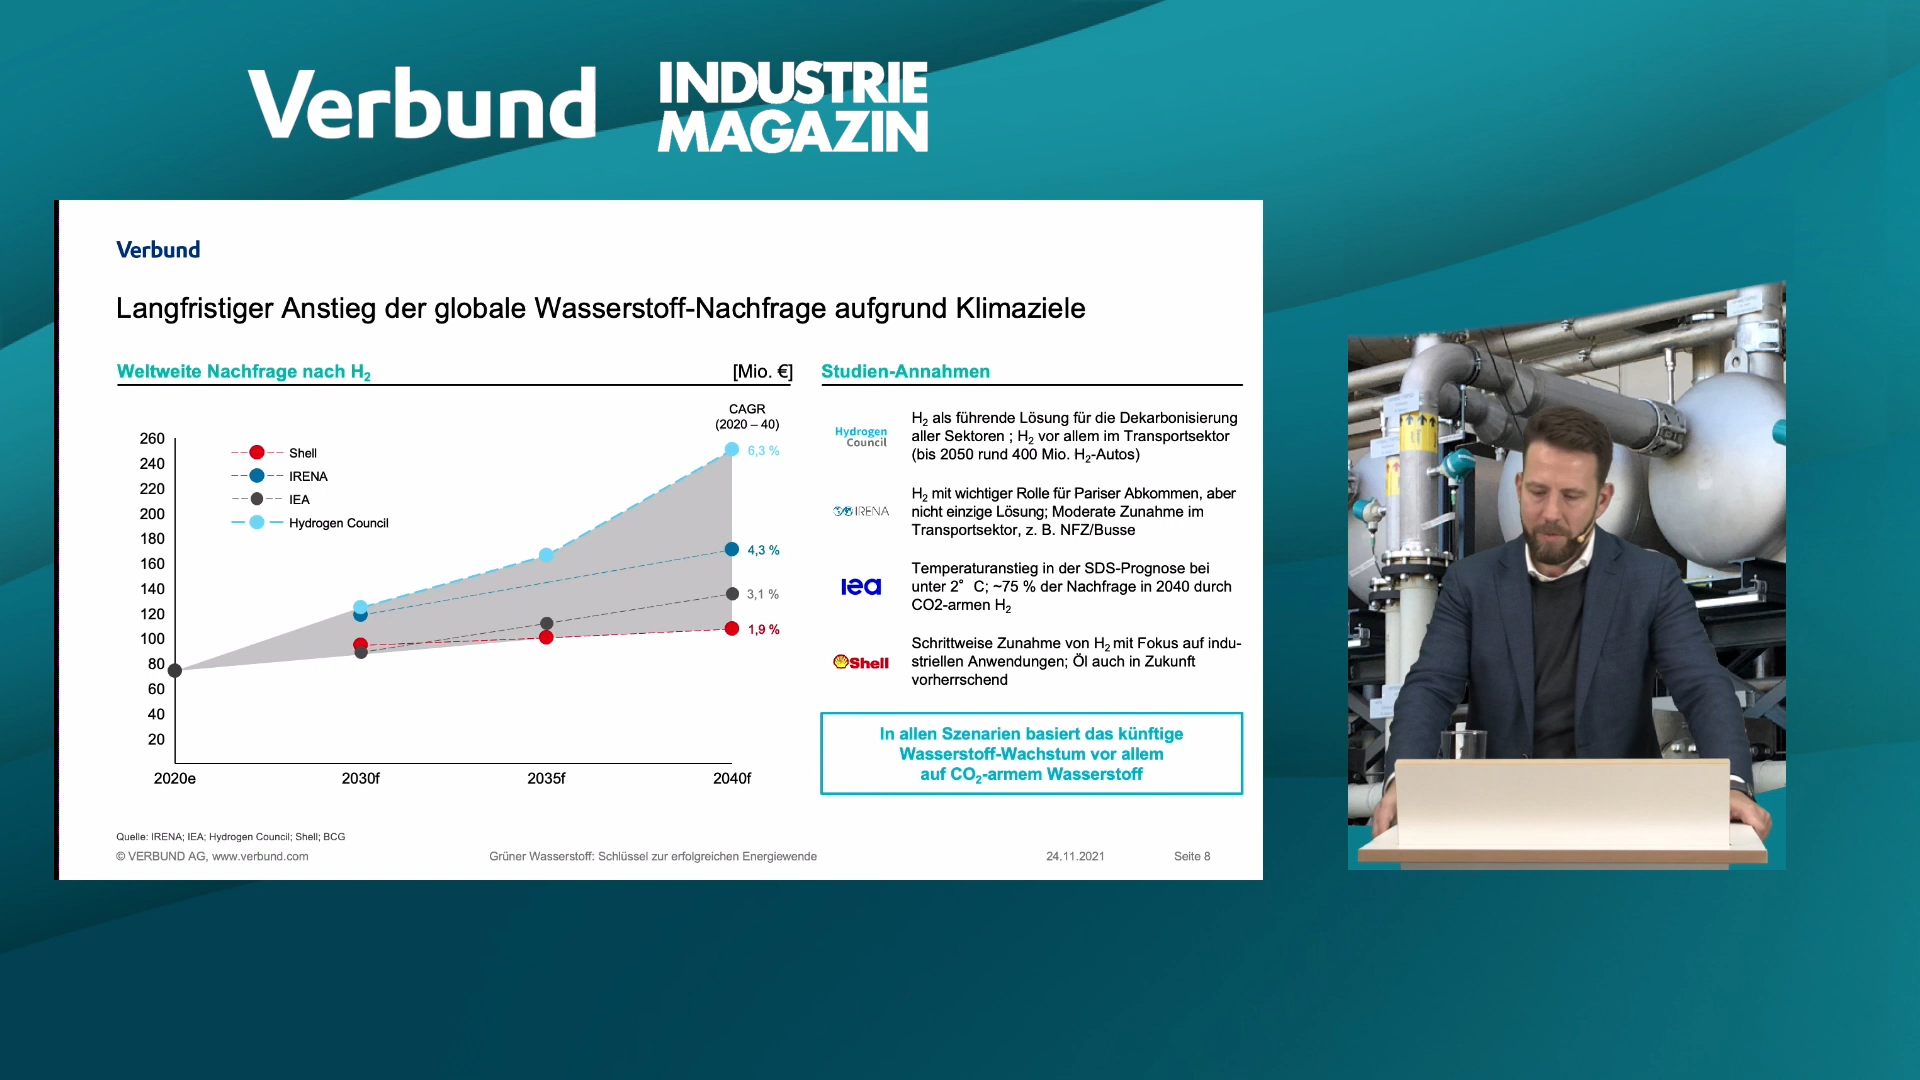 Verbund
INDUSTRIE
MAGAZIN
Verbund
Langfristiger Anstieg der globale Wasserstoff-Nachfrage aufgrund Klimaziele
Weltweite Nachfrage nach H2
[Mio. €]
CAGR
(2020 – 40)
260
240
220
200
180
160
140
120
100
80
60
40
20
Shell
IRENA
IEA
Hydrogen Council
6,3 %
4,3 %
3,1 %
1,9 %
2020e
2030f
2035f
2040f
Studien-Annahmen
Hydrogen
Council
H2 als führende Lösung für die Dekarbonisierung
aller Sektoren ; H2 vor allem im Transportsektor
(bis 2050 rund 400 Mio. H2-Autos)
IRENA
H2 mit wichtiger Rolle für Pariser Abkommen, aber
nicht einzige Lösung; Moderate Zunahme im
Transportsektor, z. B. NFZ/Busse
iea
Temperaturanstieg in der SDS-Prognose bei
unter 2° C; ~75 % der Nachfrage in 2040 durch
CO2-armen H2
Shell
Schrittweise Zunahme von H2 mit Fokus auf indu-
striellen Anwendungen; Öl auch in Zukunft
vorherrschend
In allen Szenarien basiert das künftige
Wasserstoff-Wachstum vor allem
auf CO2-armem Wasserstoff
Quelle: IRENA; IEA; Hydrogen Council; Shell; BCG
© VERBUND AG, www.verbund.com
Grüner Wasserstoff: Schlüssel zur erfolgreichen Energiewende
24.11.2021
Seite 8